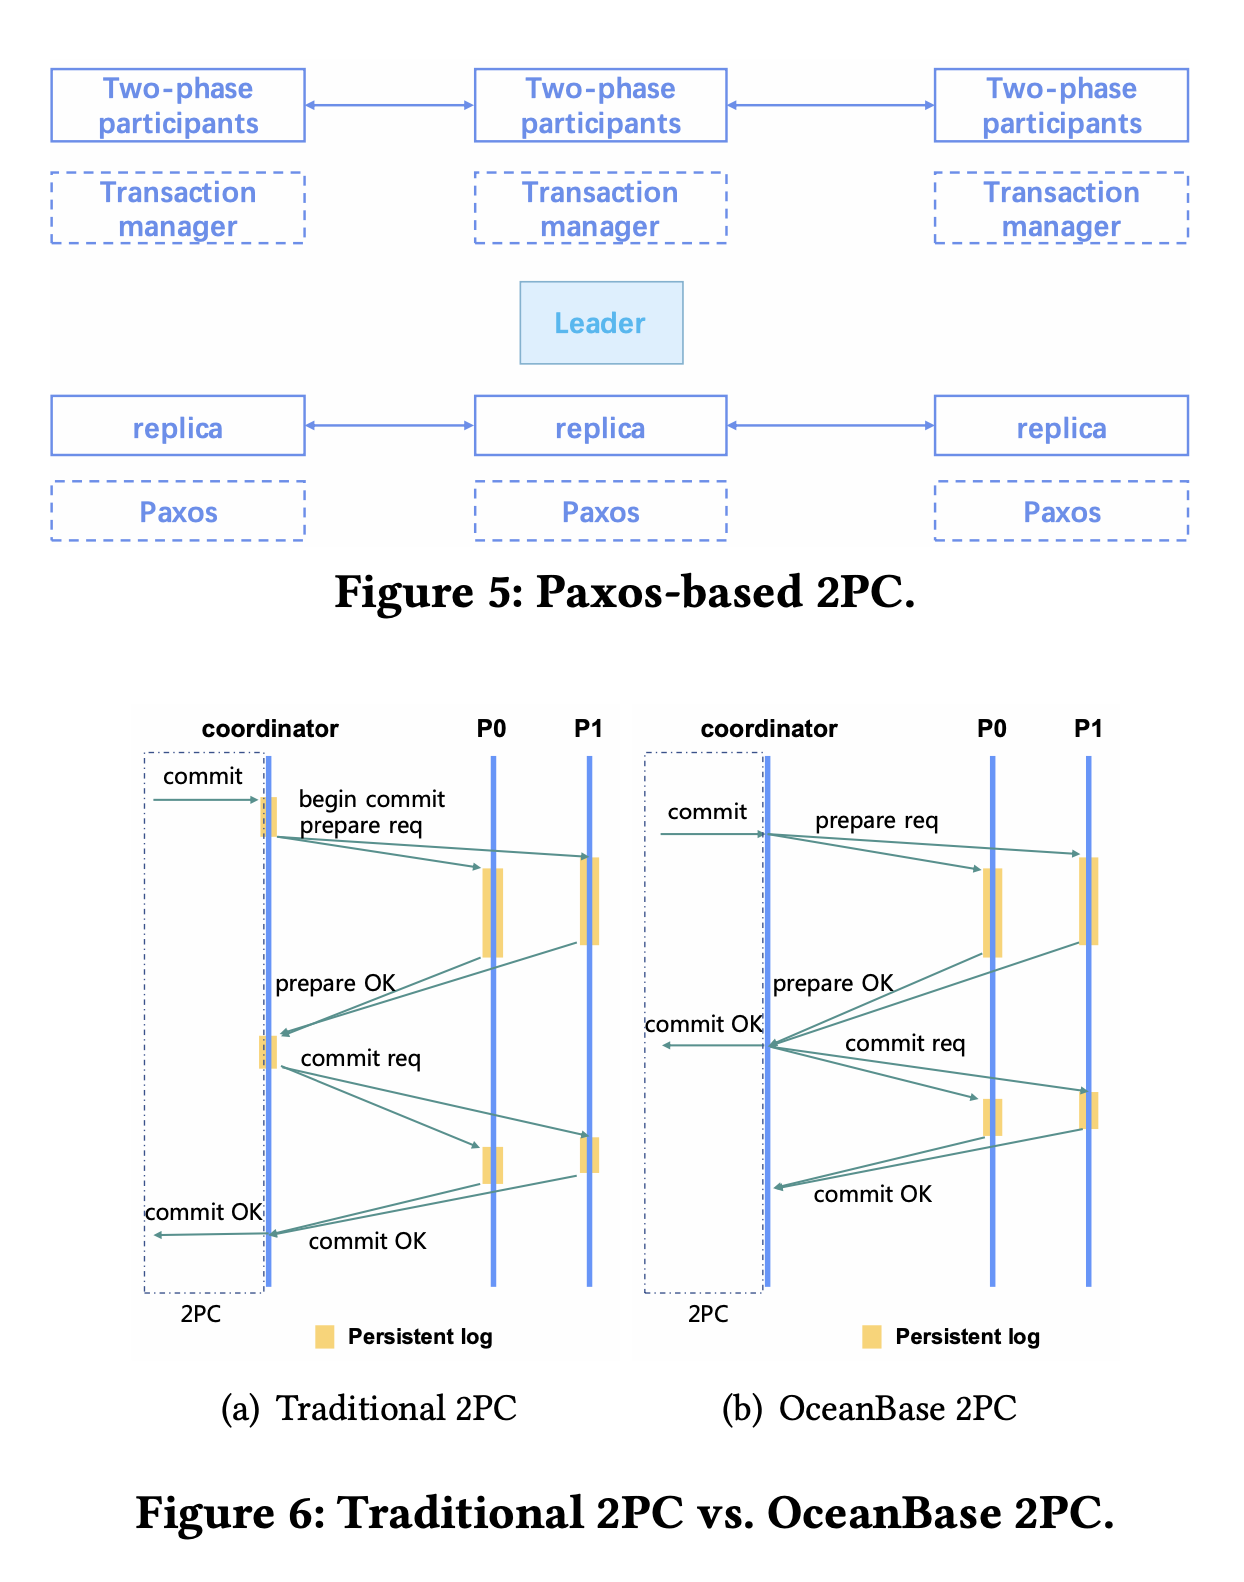 Two-phase
participants
Two-phase
participants
Two-phase
participants
Transaction
manager
Transaction
manager
Transaction
manager
Leader
replica
replica
replica
Paxos
Paxos
Paxos
Figure 5: Paxos-based 2PC.
coordinator
P0
P1
commit
begin commit
prepare req
prepare OK
commit req
commit OK
commit OK
2PC
Persistent log
(a) Traditional 2PC
coordinator
P0
P1
commit
prepare req
prepare OK
commit OK
commit req
commit OK
2PC
Persistent log
(b) OceanBase 2PC
Figure 6: Traditional 2PC vs. OceanBase 2PC.